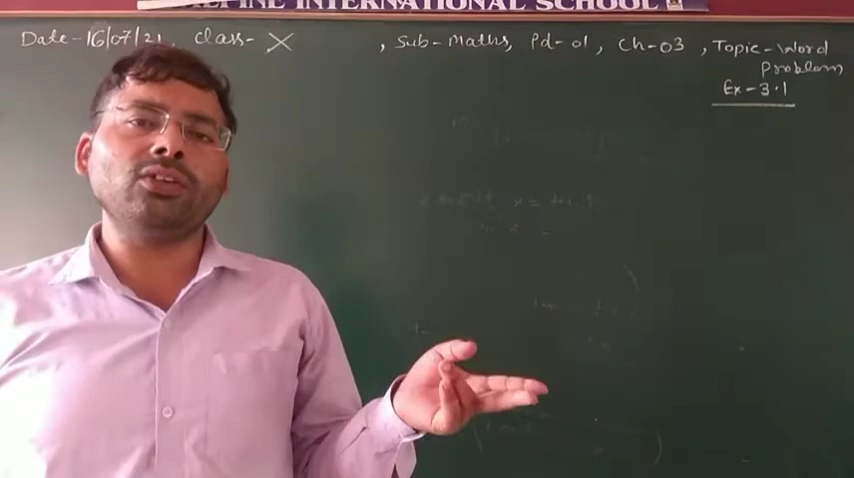 INTERNATIONAL SCHOOL
Date-16/07/21, Class-X, Sub-Maths, Pd-01, Ch-03, Topic-Word
Problem
Ex-3.1